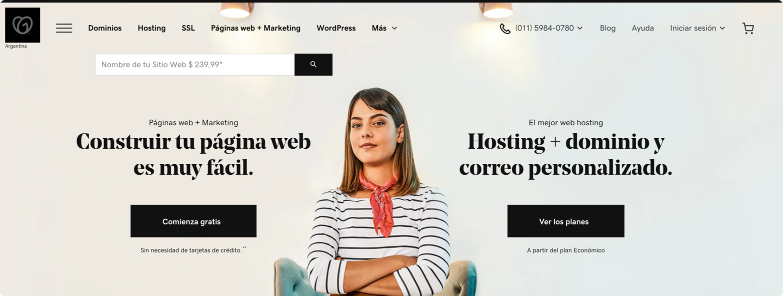 Argentina
Dominios
Hosting
SSL
Páginas web + Marketing
WordPress
Más
(011) 5984-0780
Blog
Ayuda
Iniciar sesión
Nombre de tu Sitio Web $ 239,99*
Páginas web + Marketing
Construir tu página web
es muy fácil.
Comienza gratis
Sin necesidad de tarjetas de crédito.**
El mejor web hosting
Hosting + dominio y
correo personalizado.
Ver los planes
A partir del plan Económico